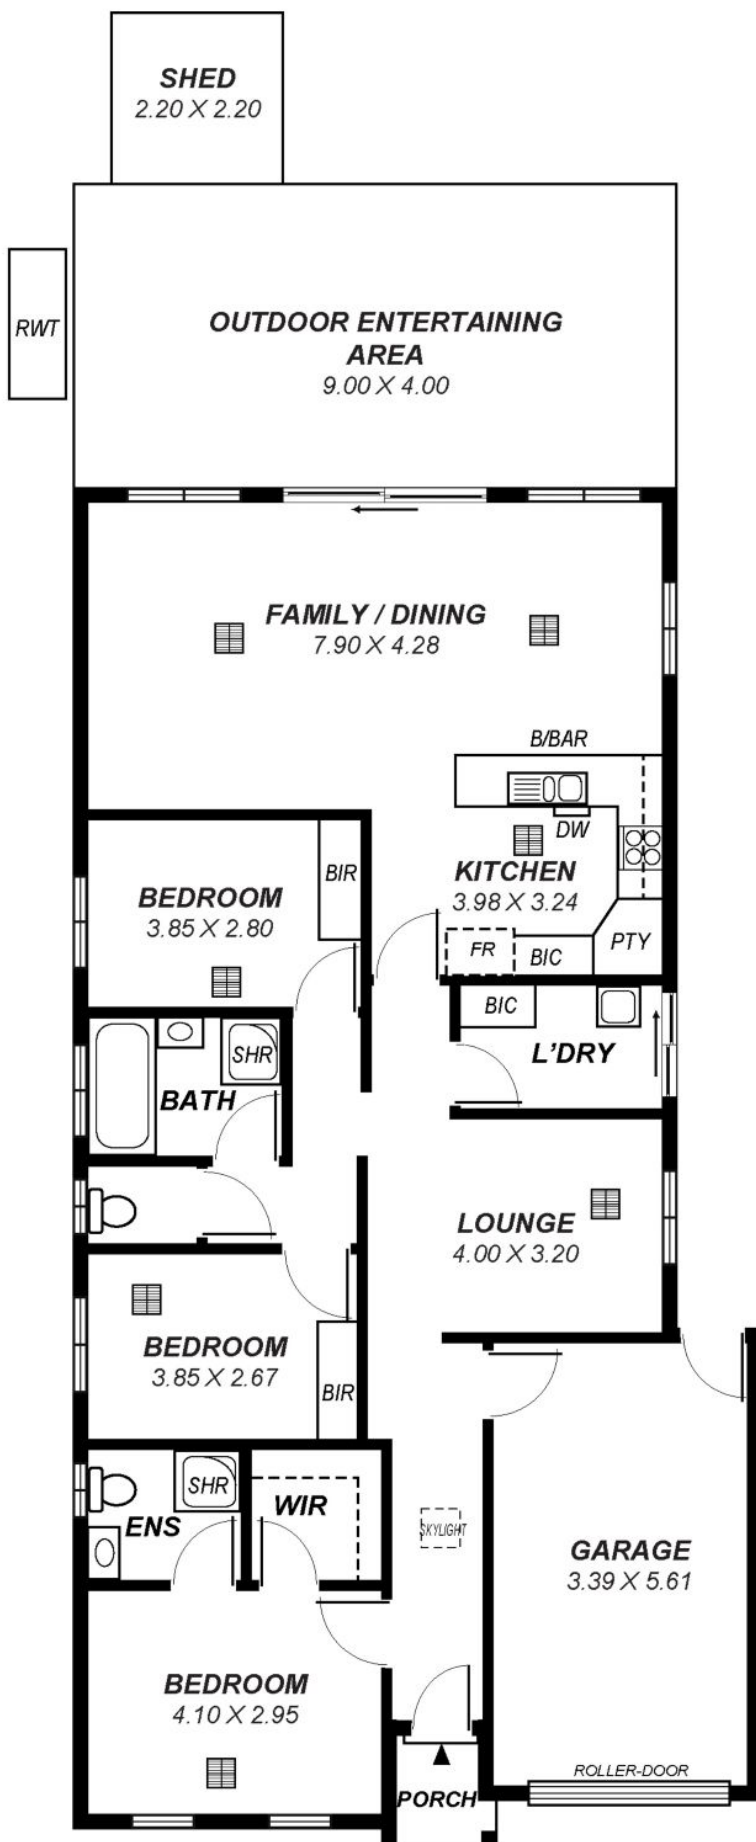 SHED
2.20 X 2.20
RWT
OUTDOOR ENTERTAINING
AREA
9.00 X 4.00
FAMILY / DINING
7.90 X 4.28
B/BAR
DW
KITCHEN
3.98 X 3.24
FR
BIC
PTY
BEDROOM
3.85 X 2.80
BIR
BIC
L'DRY
SHR
BATH
LOUNGE
4.00 X 3.20
BEDROOM
3.85 X 2.67
BIR
SHR
ENS
WIR
SKYLIGHT
GARAGE
3.39 X 5.61
BEDROOM
4.10 X 2.95
ROLLER-DOOR
PORCH